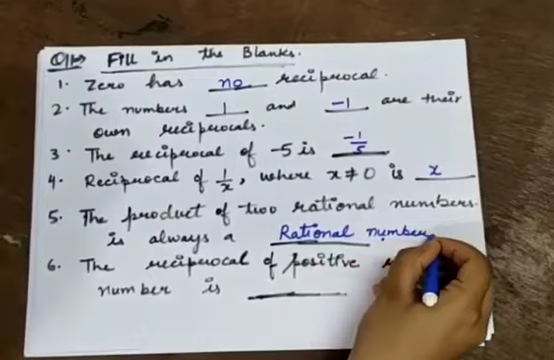 Q1 Fill in the Blanks.
1. Zero has no reciprocal.
2. The numbers 1 and -1 are their
own reciprocals.
3. The reciprocal of -5 is -1/5
4. Reciprocal of 1/x, where x ≠ 0 is x
5. The product of two rational numbers
is always a Rational number
6. The reciprocal of positive
number is